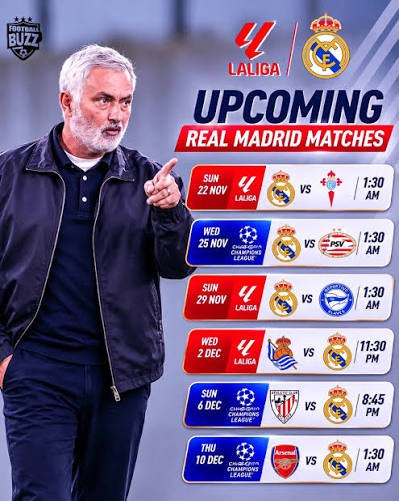 FOOTBALL
BUZZ
LALIGA
UPCOMING
REAL MADRID MATCHES
SUN
22 NOV
LALIGA
VS
1:30
AM
WED
25 NOV
CHAMPIONS
LEAGUE
VS
PSV
1:30
AM
SUN
29 NOV
LALIGA
VS
DEPORTIVO
ALAVÉS
1:30
AM
WED
2 DEC
LALIGA
VS
11:30
PM
SUN
6 DEC
CHAMPIONS
LEAGUE
VS
8:45
PM
THU
10 DEC
CHAMPIONS
LEAGUE
Arsenal
VS
1:30
AM